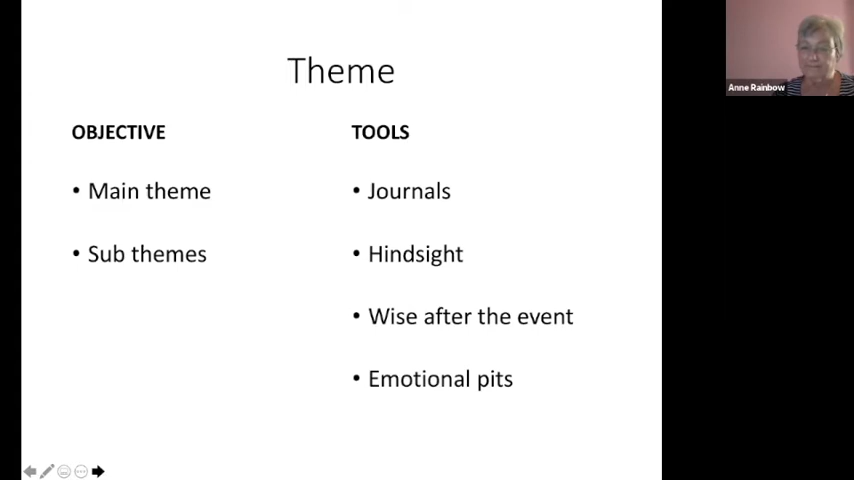 Theme
OBJECTIVE
• Main theme
• Sub themes
TOOLS
• Journals
• Hindsight
• Wise after the event
• Emotional pits
Anne Rainbow